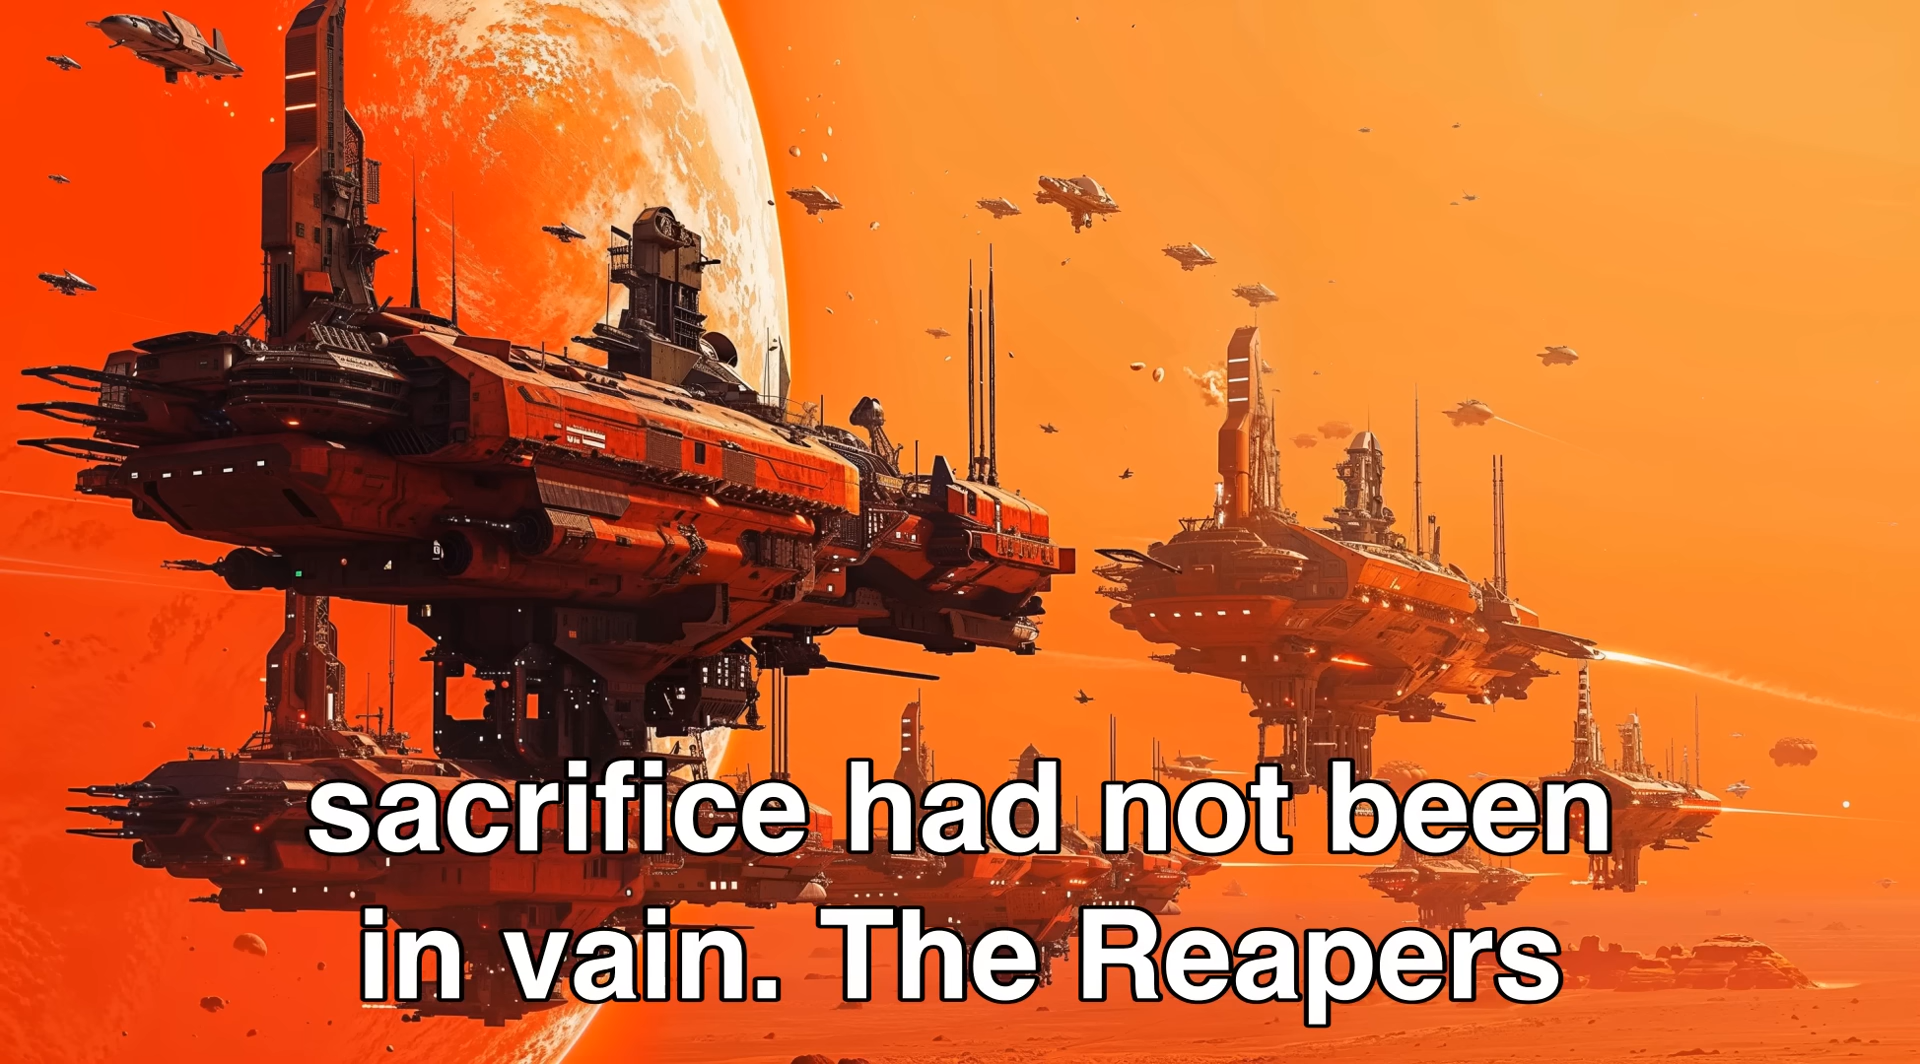 sacrifice had not been
in vain. The Reapers